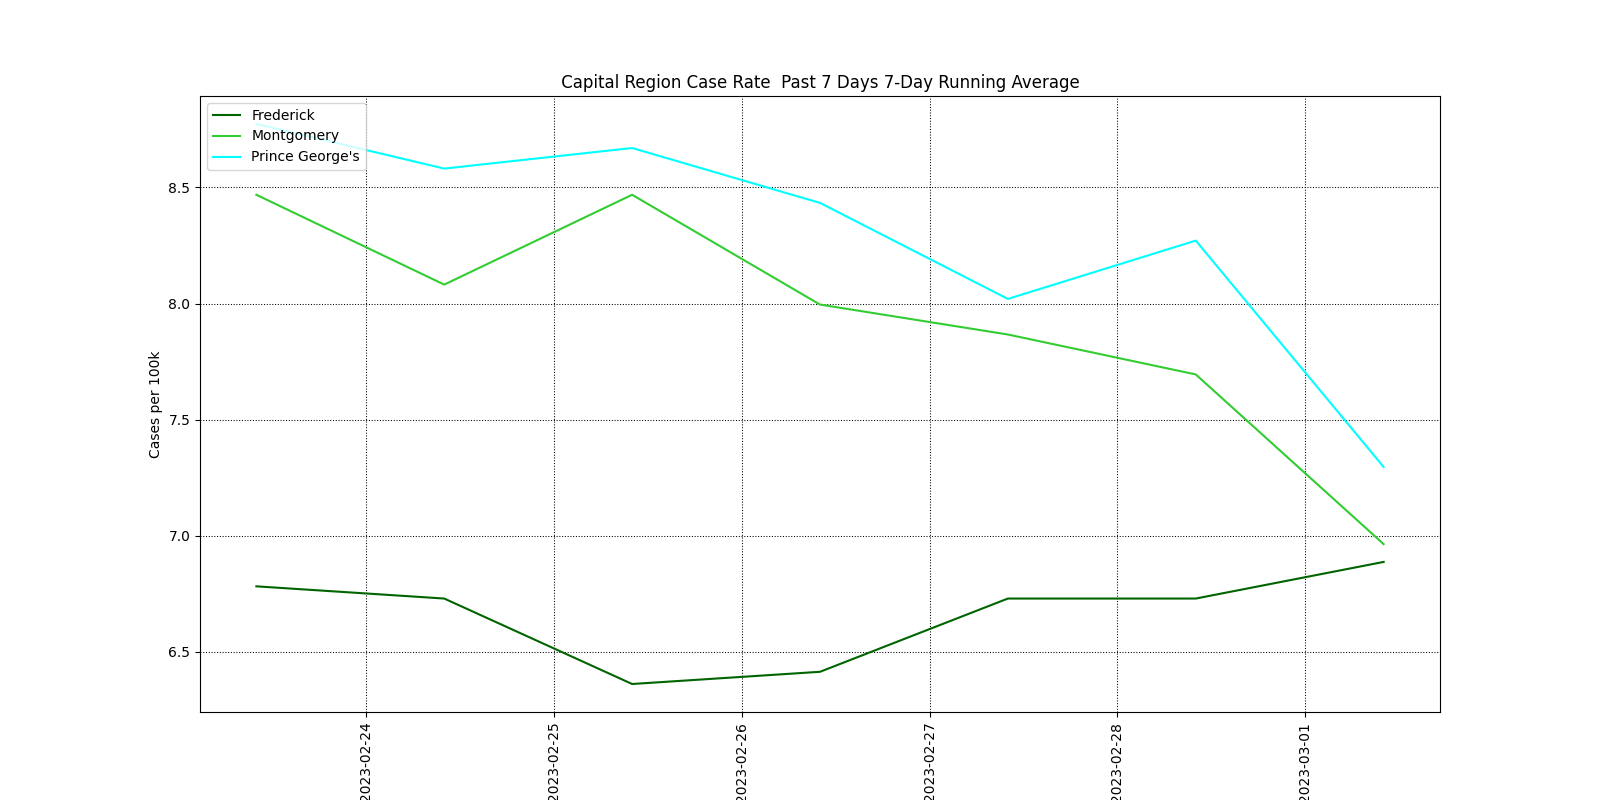 Capital Region Case Rate  Past 7 Days 7-Day Running Average
Frederick
Montgomery
Prince George's
Cases per 100k
8.5
8.0
7.5
7.0
6.5
2023-02-24
2023-02-25
2023-02-26
2023-02-27
2023-02-28
2023-03-01